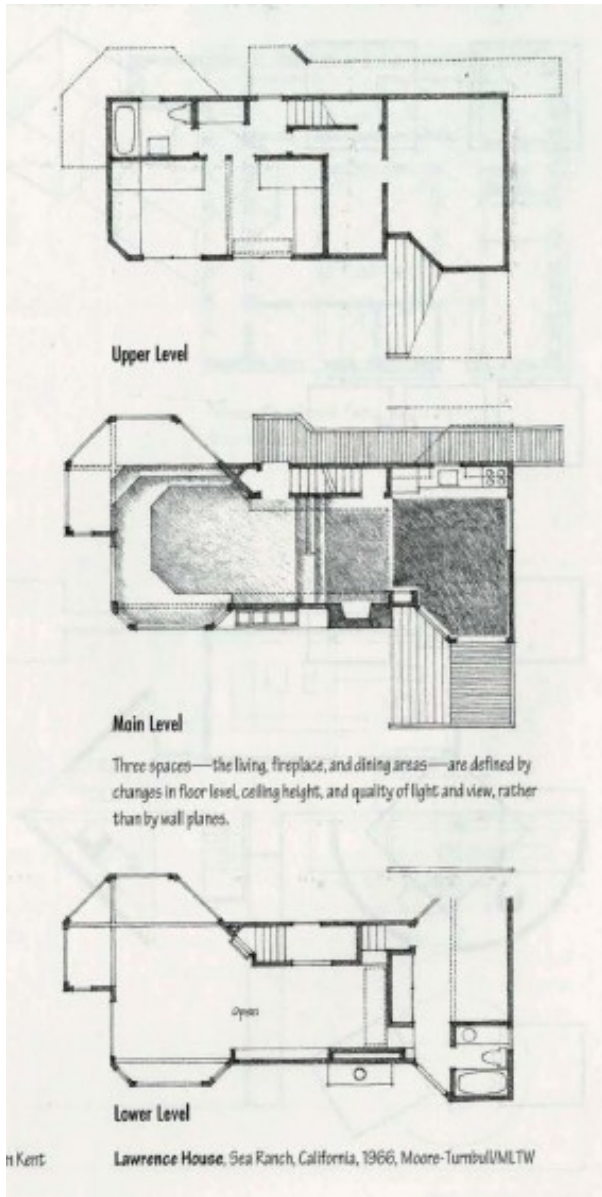 Upper Level
Main Level
Three spaces—the living, fireplace, and dining areas—are defined by
changes in floor level, ceiling height, and quality of light and view, rather
than by wall planes.
Open
Lower Level
n Kent
Lawrence House, Sea Ranch, California, 1966, Moore-Turnbull/MLTW